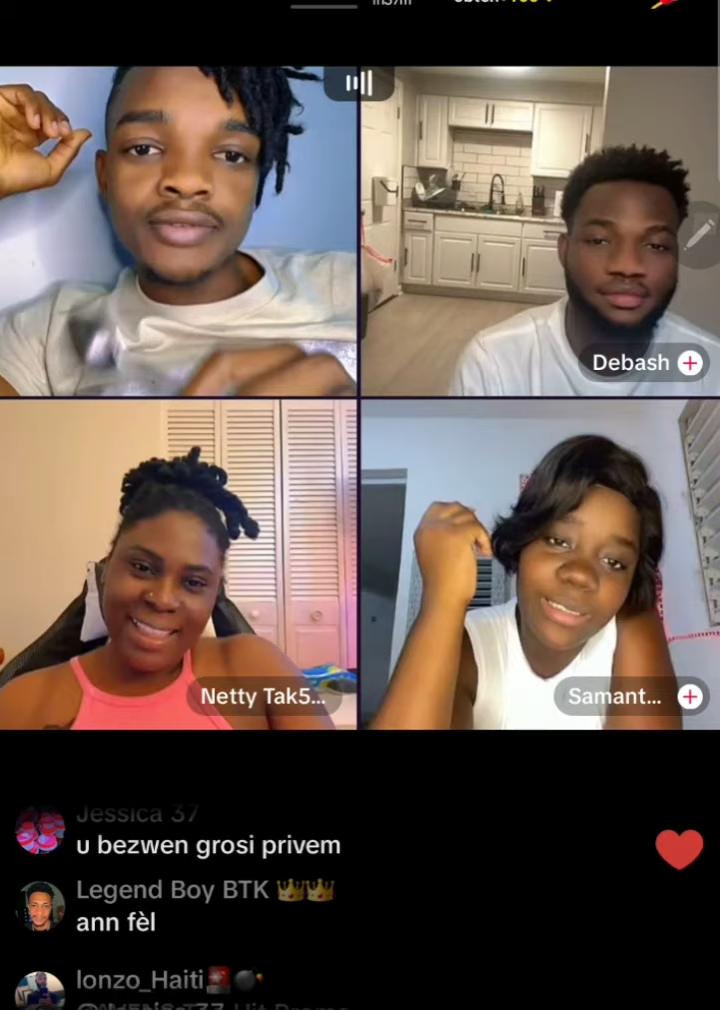 Debash
Netty Tak5...
Samant...
Jessica 37
u bezwen grosi privem
Legend Boy BTK 👑👑
ann fèl
lonzo_Haiti🚨💣